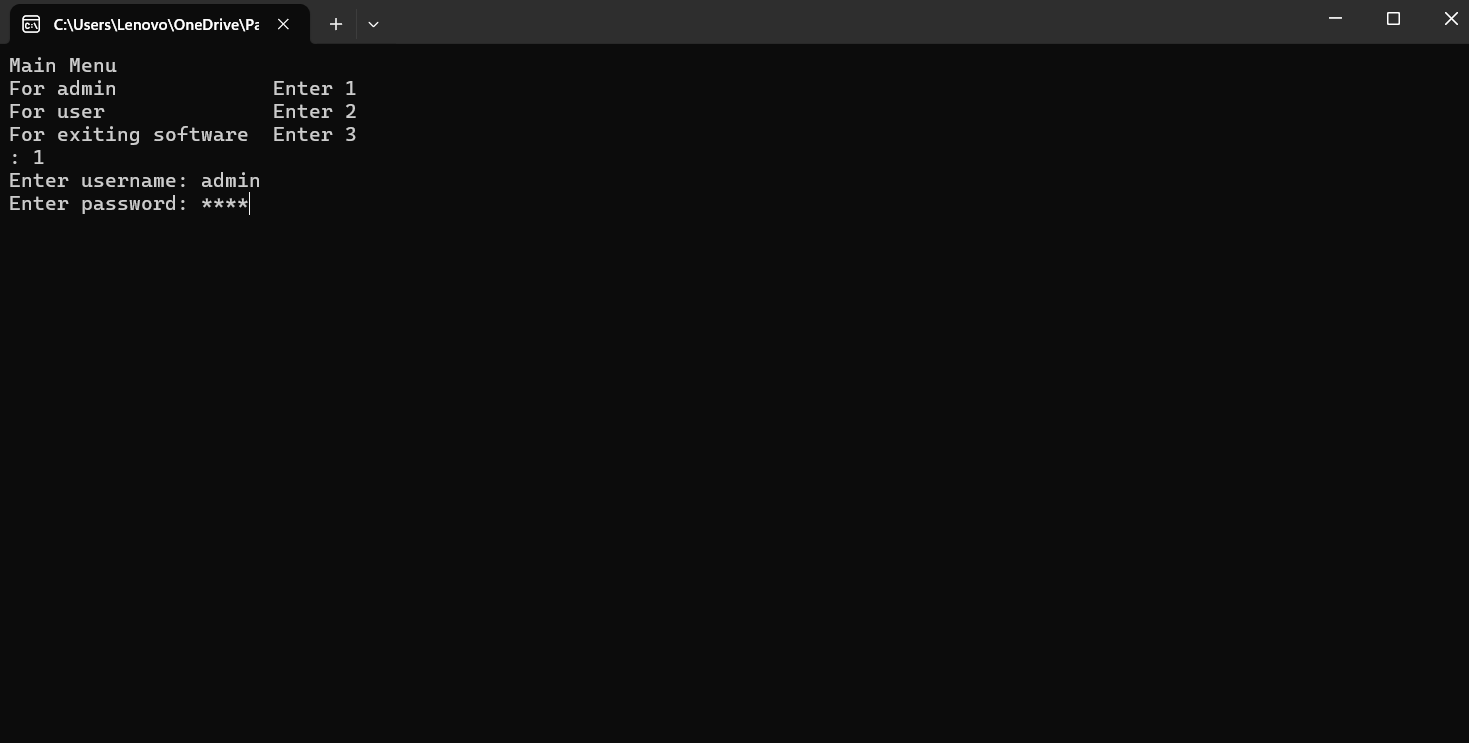 C:\Users\Lenovo\OneDrive\Pa
Main Menu
For admin             Enter 1
For user              Enter 2
For exiting software  Enter 3
: 1
Enter username: admin
Enter password: ****